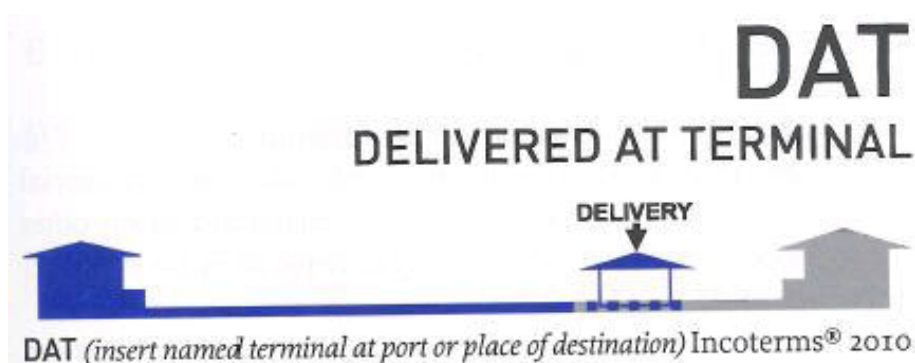 DAT
DELIVERED AT TERMINAL
DELIVERY
DAT (insert named terminal at port or place of destination) Incoterms® 2010